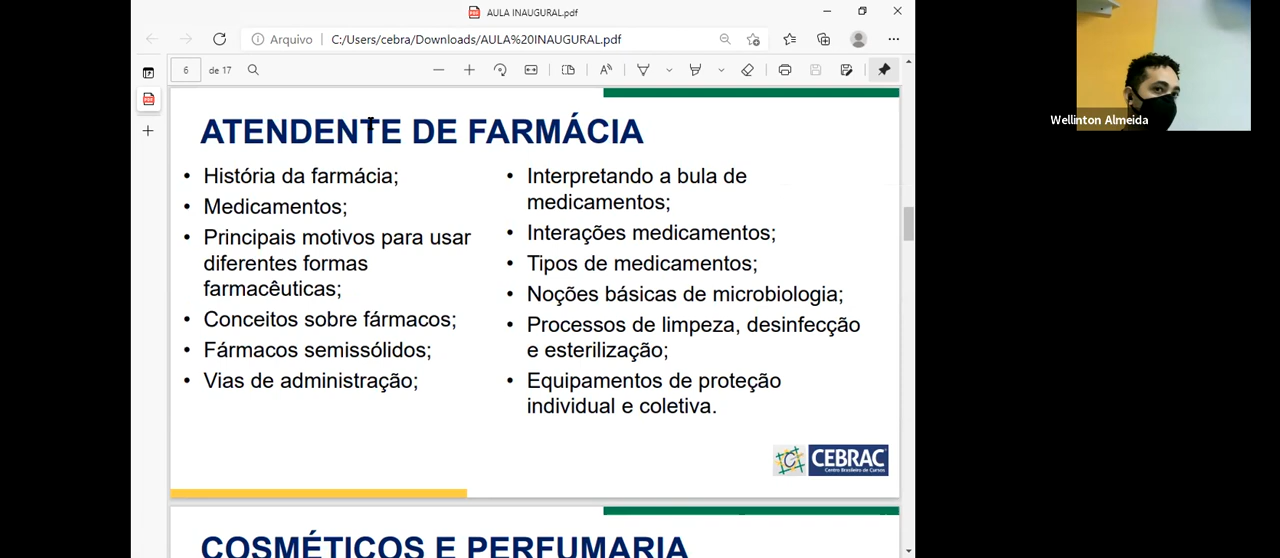 AULA INAUGURAL.pdf
Arquivo
C:/Users/cebra/Downloads/AULA%20INAUGURAL.pdf
6
de 17
Wellinton Almeida
ATENDENTE DE FARMÁCIA
• História da farmácia;
• Medicamentos;
• Principais motivos para usar
diferentes formas
farmacêuticas;
• Conceitos sobre fármacos;
• Fármacos semissólidos;
• Vias de administração;
• Interpretando a bula de
medicamentos;
• Interações medicamentos;
• Tipos de medicamentos;
• Noções básicas de microbiologia;
• Processos de limpeza, desinfecção
e esterilização;
• Equipamentos de proteção
individual e coletiva.
CEBRAC
Centro Brasileiro de Cursos
COSMÉTICOS E PERFUMARIA